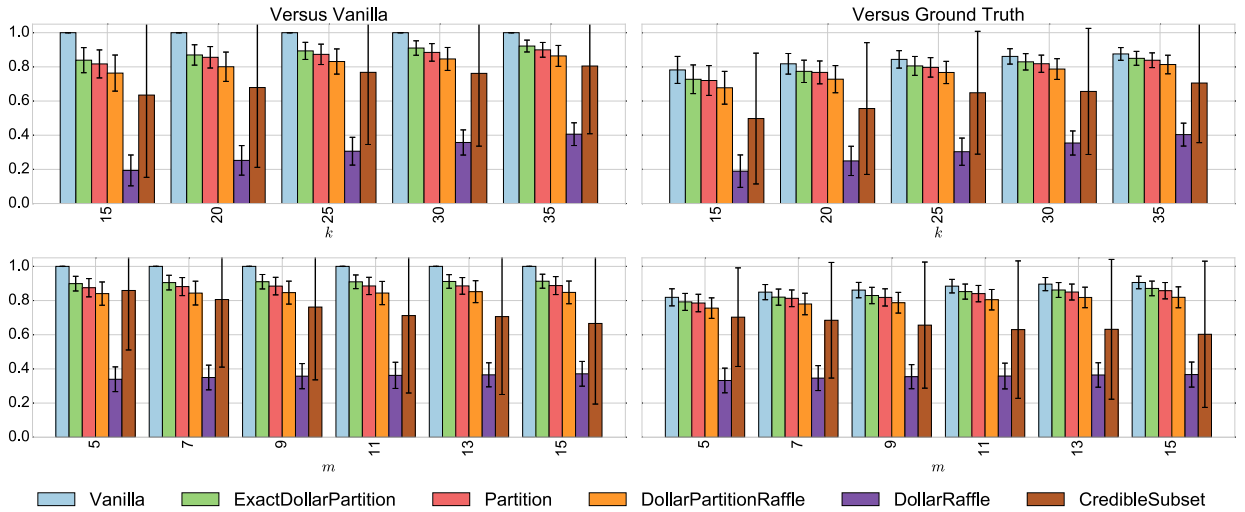 Versus Vanilla
Versus Ground Truth
1.0
0.8
0.6
0.4
0.2
0.0
15 20 25 30 35
k
15 20 25 30 35
k
1.0
0.8
0.6
0.4
0.2
0.0
5 7 9 11 13 15
m
5 7 9 11 13 15
m
Vanilla ExactDollarPartition Partition DollarPartitionRaffle DollarRaffle CredibleSubset